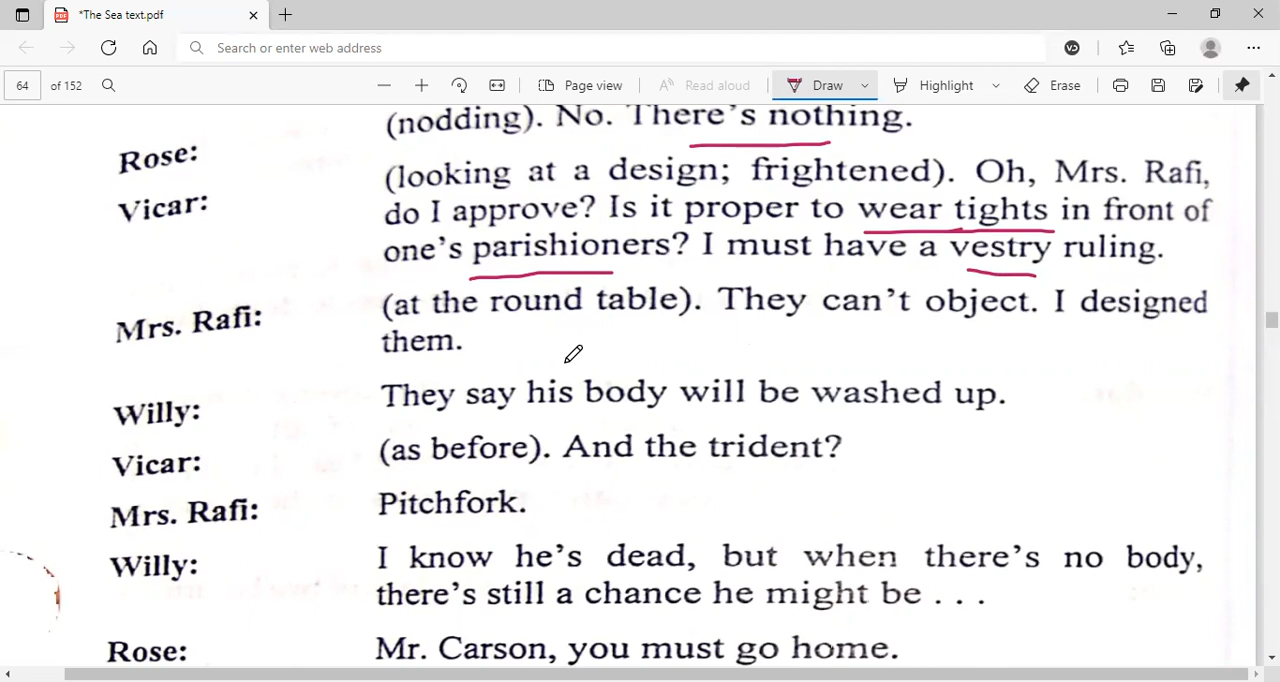 *The Sea text.pdf
Search or enter web address
64 of 152
Page view
Read aloud
Draw
Highlight
Erase
Rose: (nodding). No. There's nothing.
Vicar: (looking at a design; frightened). Oh, Mrs. Rafi,
do I approve? Is it proper to wear tights in front of
one's parishioners? I must have a vestry ruling.
Mrs. Rafi: (at the round table). They can't object. I designed
them.
Willy: They say his body will be washed up.
Vicar: (as before). And the trident?
Mrs. Rafi: Pitchfork.
Willy: I know he's dead, but when there's no body,
there's still a chance he might be . . .
Rose: Mr. Carson, you must go home.